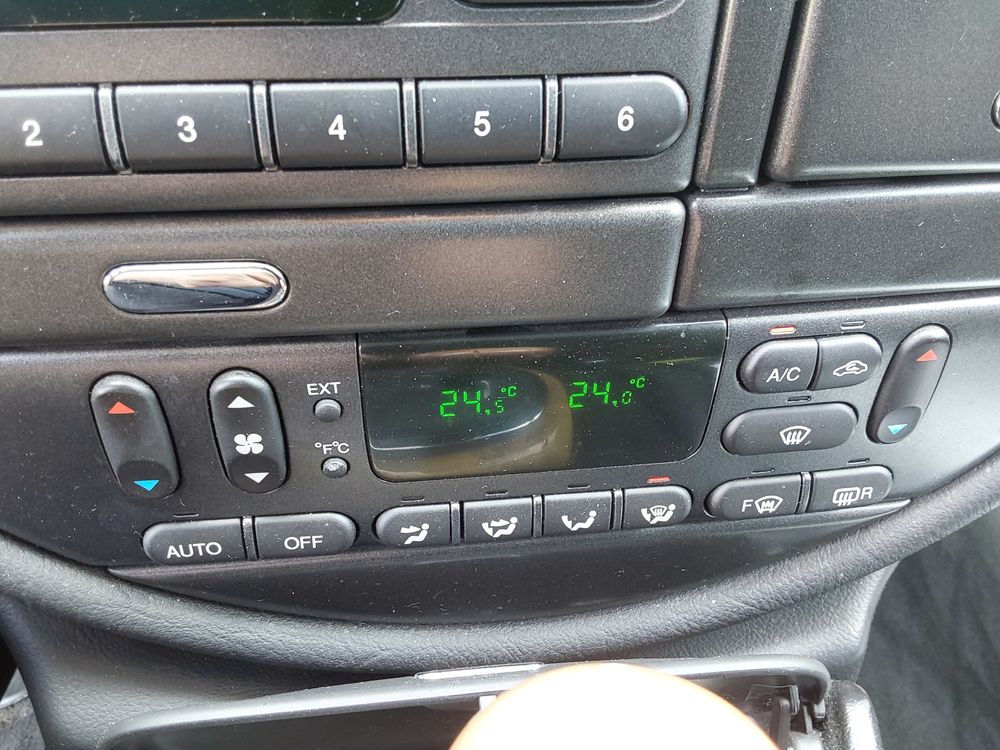 2 3 4 5 6
EXT
24.5°C 24.0°C
A/C
°F°C
AUTO OFF
F R